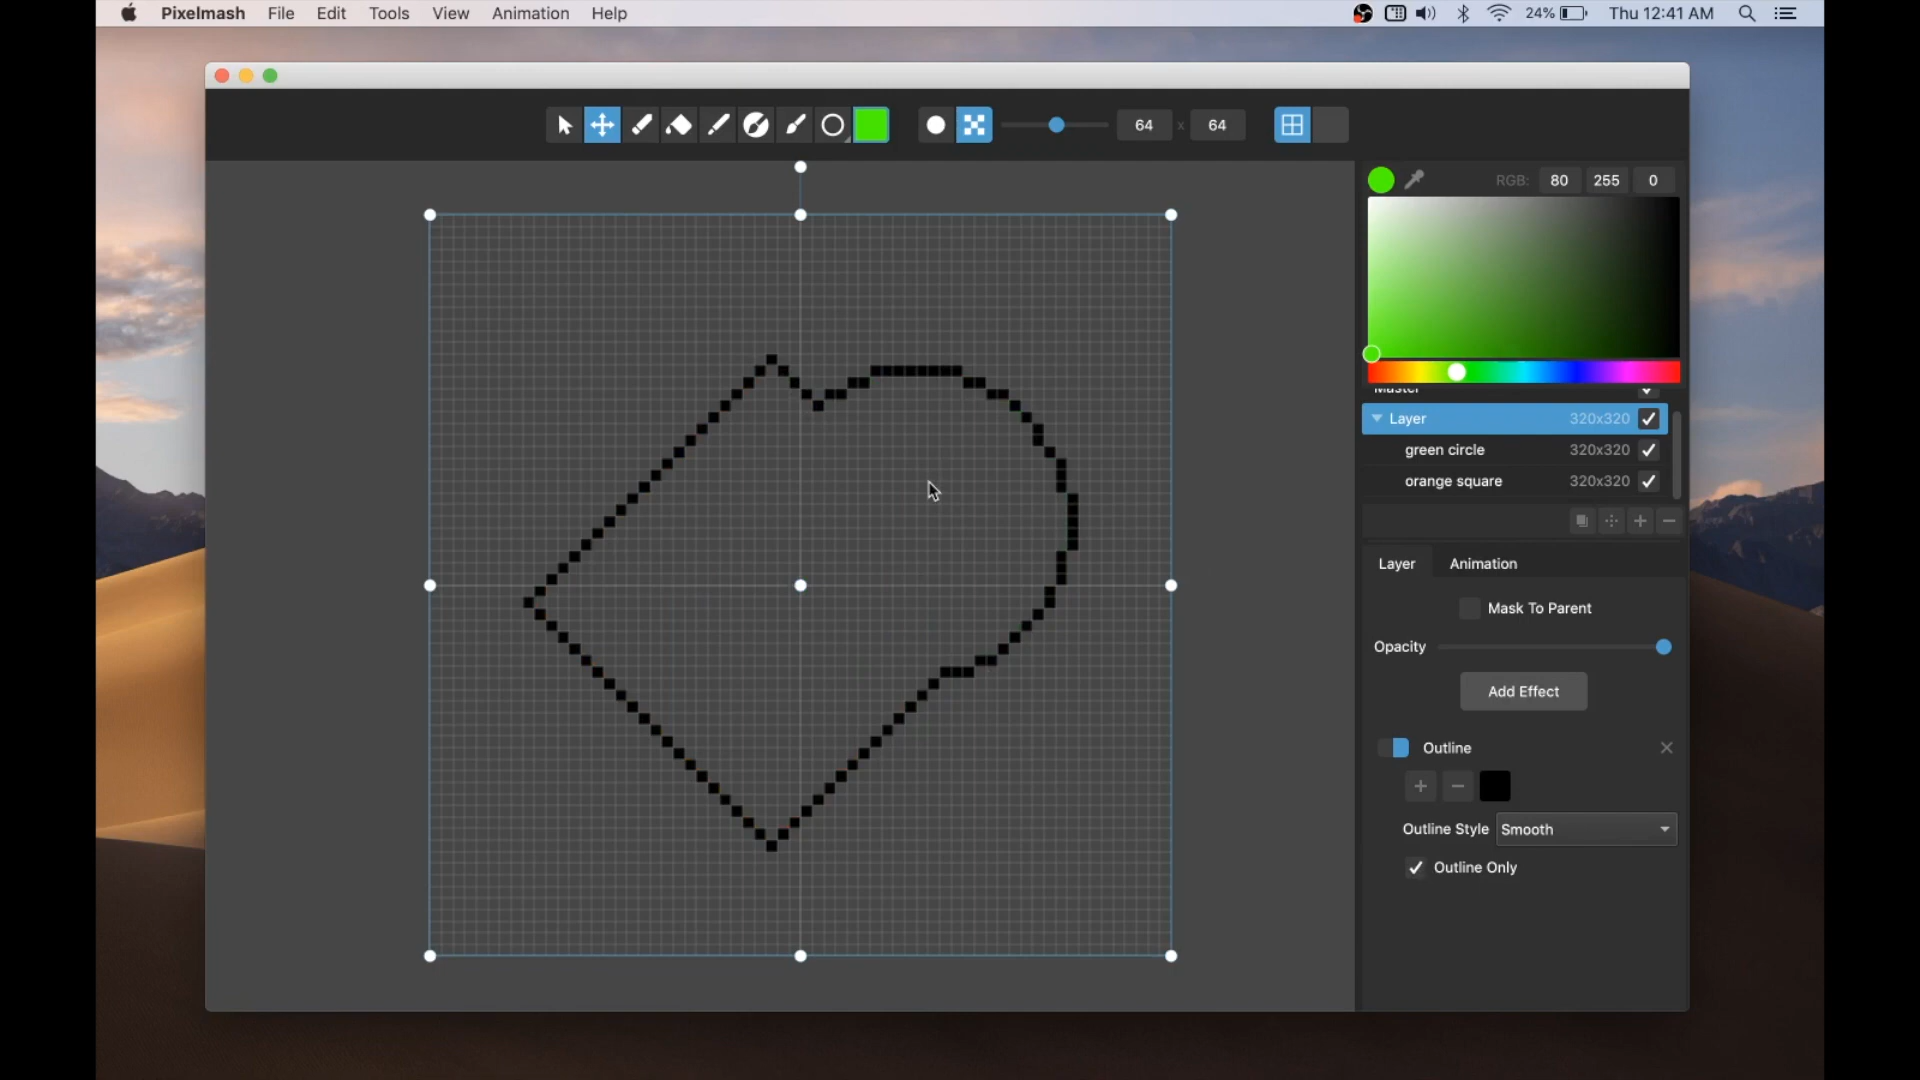 Pixelmash File Edit Tools View Animation Help 24% Thu 12:41 AM
64 x 64
RGB: 80 255 0
Master
Layer 320x320
green circle 320x320
orange square 320x320
Layer Animation
Mask To Parent
Opacity
Add Effect
Outline
Outline Style Smooth
Outline Only